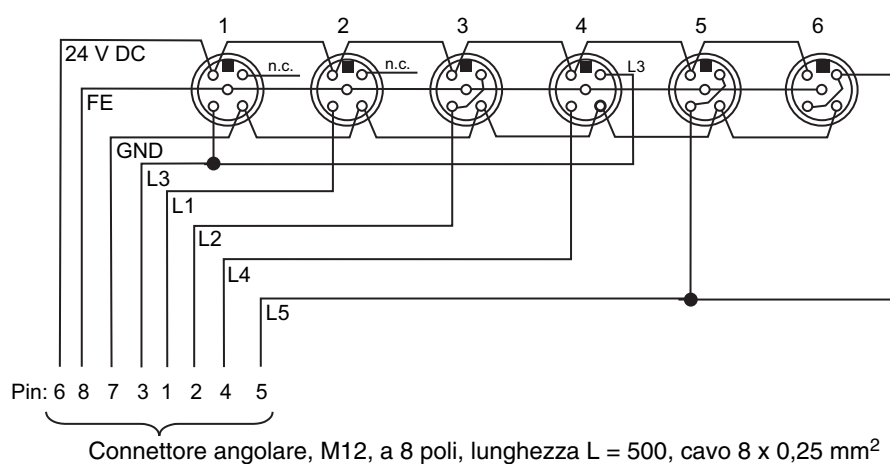 1 2 3 4 5 6
24 V DC
n.c.
n.c.
L3
FE
GND
L3
L1
L2
L4
L5
Pin: 6 8 7 3 1 2 4 5
Connettore angolare, M12, a 8 poli, lunghezza L = 500, cavo 8 x 0,25 mm²